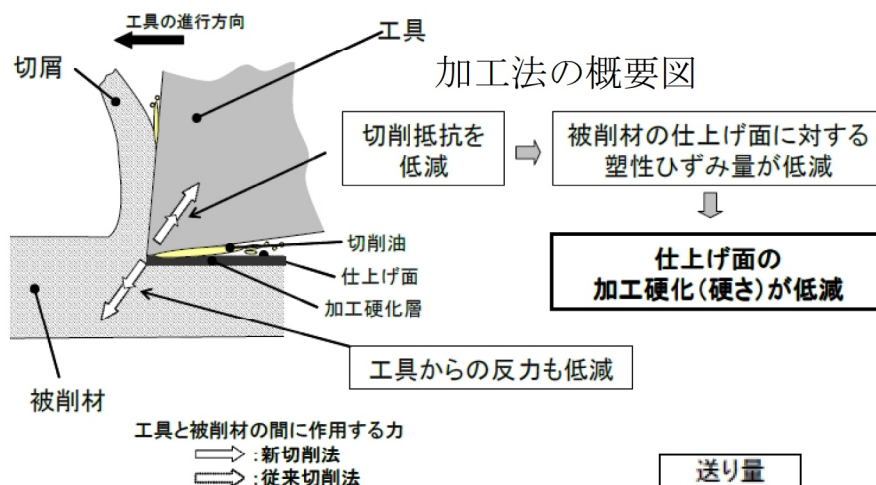 工具の進行方向
工具
切屑
加工法の概要図
切削抵抗を
低減
被削材の仕上げ面に対する
塑性ひずみ量が低減
切削油
仕上げ面
加工硬化層
仕上げ面の
加工硬化(硬さ)が低減
工具からの反力も低減
被削材
工具と被削材の間に作用する力
:新切削法
:従来切削法
送り量